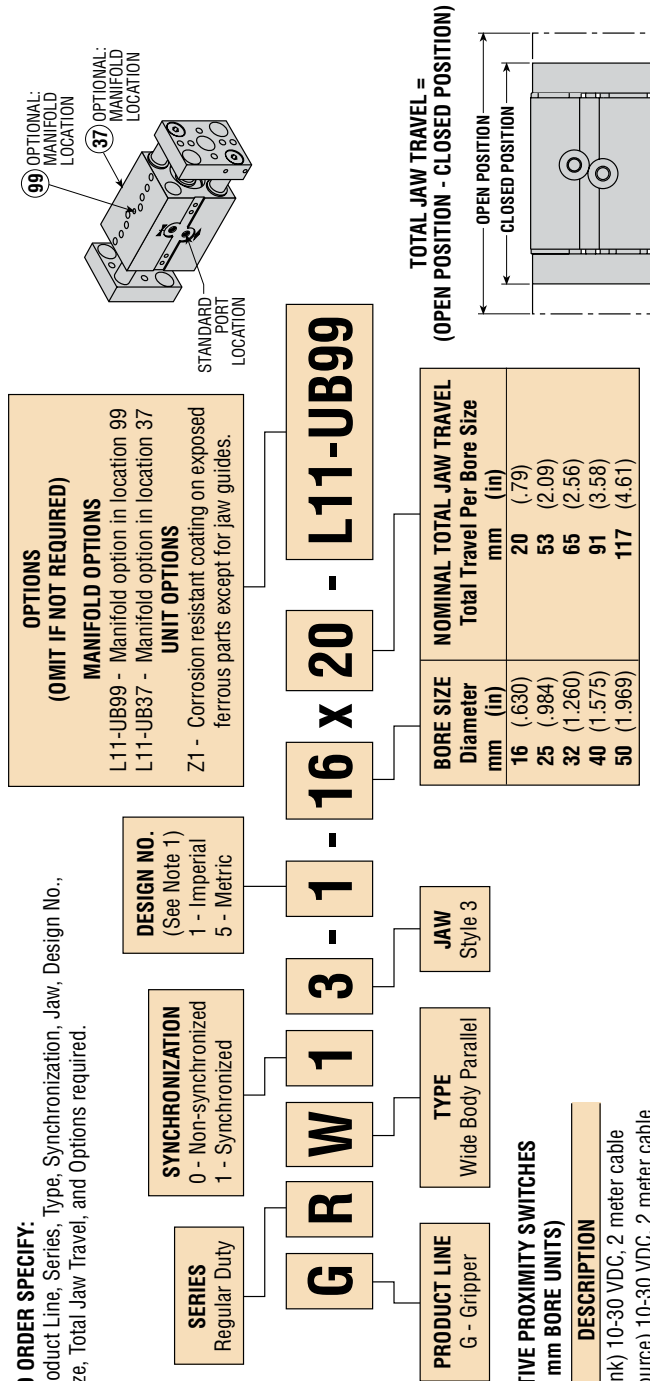 O ORDER SPECIFY:
oduct Line, Series, Type, Synchronization, Jaw, Design No.,
ze, Total Jaw Travel, and Options required.
SERIES
Regular Duty
SYNCHRONIZATION
0 - Non-synchronized
1 - Synchronized
DESIGN NO.
(See Note 1)
1 - Imperial
5 - Metric
OPTIONS
(OMIT IF NOT REQUIRED)
MANIFOLD OPTIONS
L11-UB99 - Manifold option in location 99
L11-UB37 - Manifold option in location 37
UNIT OPTIONS
Z1 - Corrosion resistant coating on exposed
ferrous parts except for jaw guides.
99 OPTIONAL:
MANIFOLD
LOCATION
37 OPTIONAL:
MANIFOLD
LOCATION
STANDARD
PORT
LOCATION
G R W 1 3 - 1 - 16 x 20 - L11-UB99
PRODUCT LINE
G - Gripper
TYPE
Wide Body Parallel
JAW
Style 3
BORE SIZE
Diameter
mm (in)
16 (.630)
25 (.984)
32 (1.260)
40 (1.575)
50 (1.969)
NOMINAL TOTAL JAW TRAVEL
Total Travel Per Bore Size
mm (in)
20 (.79)
53 (2.09)
65 (2.56)
91 (3.58)
117 (4.61)
TOTAL JAW TRAVEL =
(OPEN POSITION - CLOSED POSITION)
OPEN POSITION
CLOSED POSITION
TIVE PROXIMITY SWITCHES
mm BORE UNITS)
DESCRIPTION
nk) 10-30 VDC, 2 meter cable
ource) 10-30 VDC, 2 meter cable